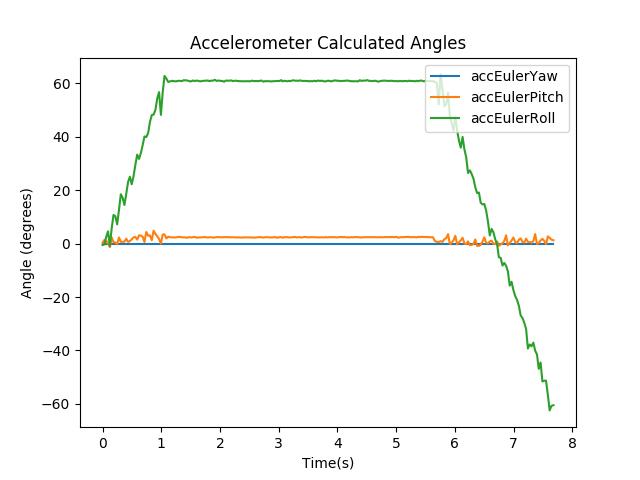 Accelerometer Calculated Angles
accEulerYaw
accEulerPitch
accEulerRoll
Angle (degrees)
60
40
20
0
−20
−40
−60
0 1 2 3 4 5 6 7 8
Time(s)